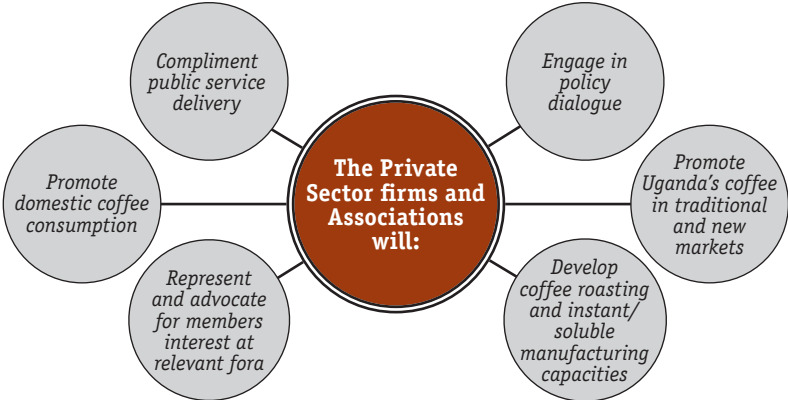 Compliment
public service
delivery
Engage in
policy
dialogue
Promote
domestic coffee
consumption
The Private
Sector firms and
Associations
will:
Promote
Uganda's coffee
in traditional
and new
markets
Represent
and advocate
for members
interest at
relevant fora
Develop
coffee roasting
and instant/
soluble
manufacturing
capacities